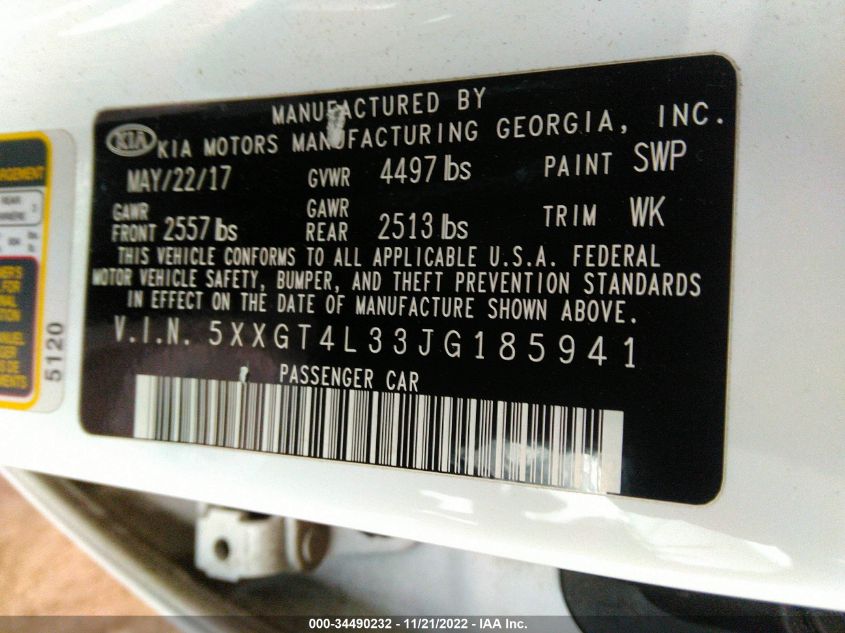 MANUFACTURED BY
KIA KIA MOTORS MANUFACTURING GEORGIA, INC.
MAY/22/17 GVWR 4497 lbs PAINT SWP
GAWR FRONT 2557 lbs GAWR REAR 2513 lbs TRIM WK
THIS VEHICLE CONFORMS TO ALL APPLICABLE U.S.A. FEDERAL
MOTOR VEHICLE SAFETY, BUMPER, AND THEFT PREVENTION STANDARDS
IN EFFECT ON THE DATE OF MANUFACTURE SHOWN ABOVE.
V.I.N. 5XXGT4L33JG185941
PASSENGER CAR
REAR
5120
000-34490232 - 11/21/2022 - IAA Inc.